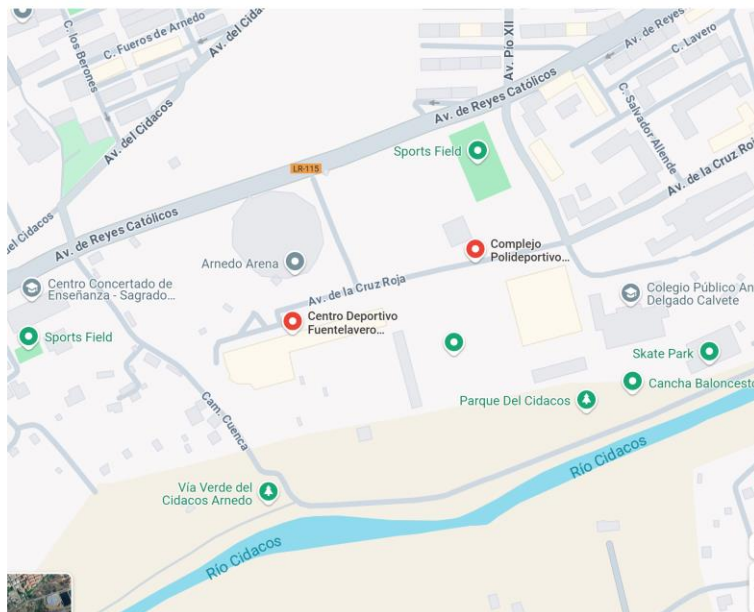 C. los Berones
C. Fueros de Arnedo
Av. del Cidacos
Av. del Cidacos
Av. Pío XII
Av. de Reyes
C. Lavero
Av. de Reyes Católicos
C. Salvador Allende
Sports Field
LR-115
Av. de la Cruz Roja
Av. de Reyes Católicos
del Cidacos
Complejo
Polideportivo...
Arnedo Arena
Centro Concertado de
Enseñanza - Sagrado...
Av. de la Cruz Roja
Colegio Público An
Delgado Calvete
Centro Deportivo
Fuentelavero...
Sports Field
Skate Park
Cancha Baloncesto
Parque Del Cidacos
Cam. Cuenca
Río Cidacos
Vía Verde del
Cidacos Arnedo
Río Cidacos